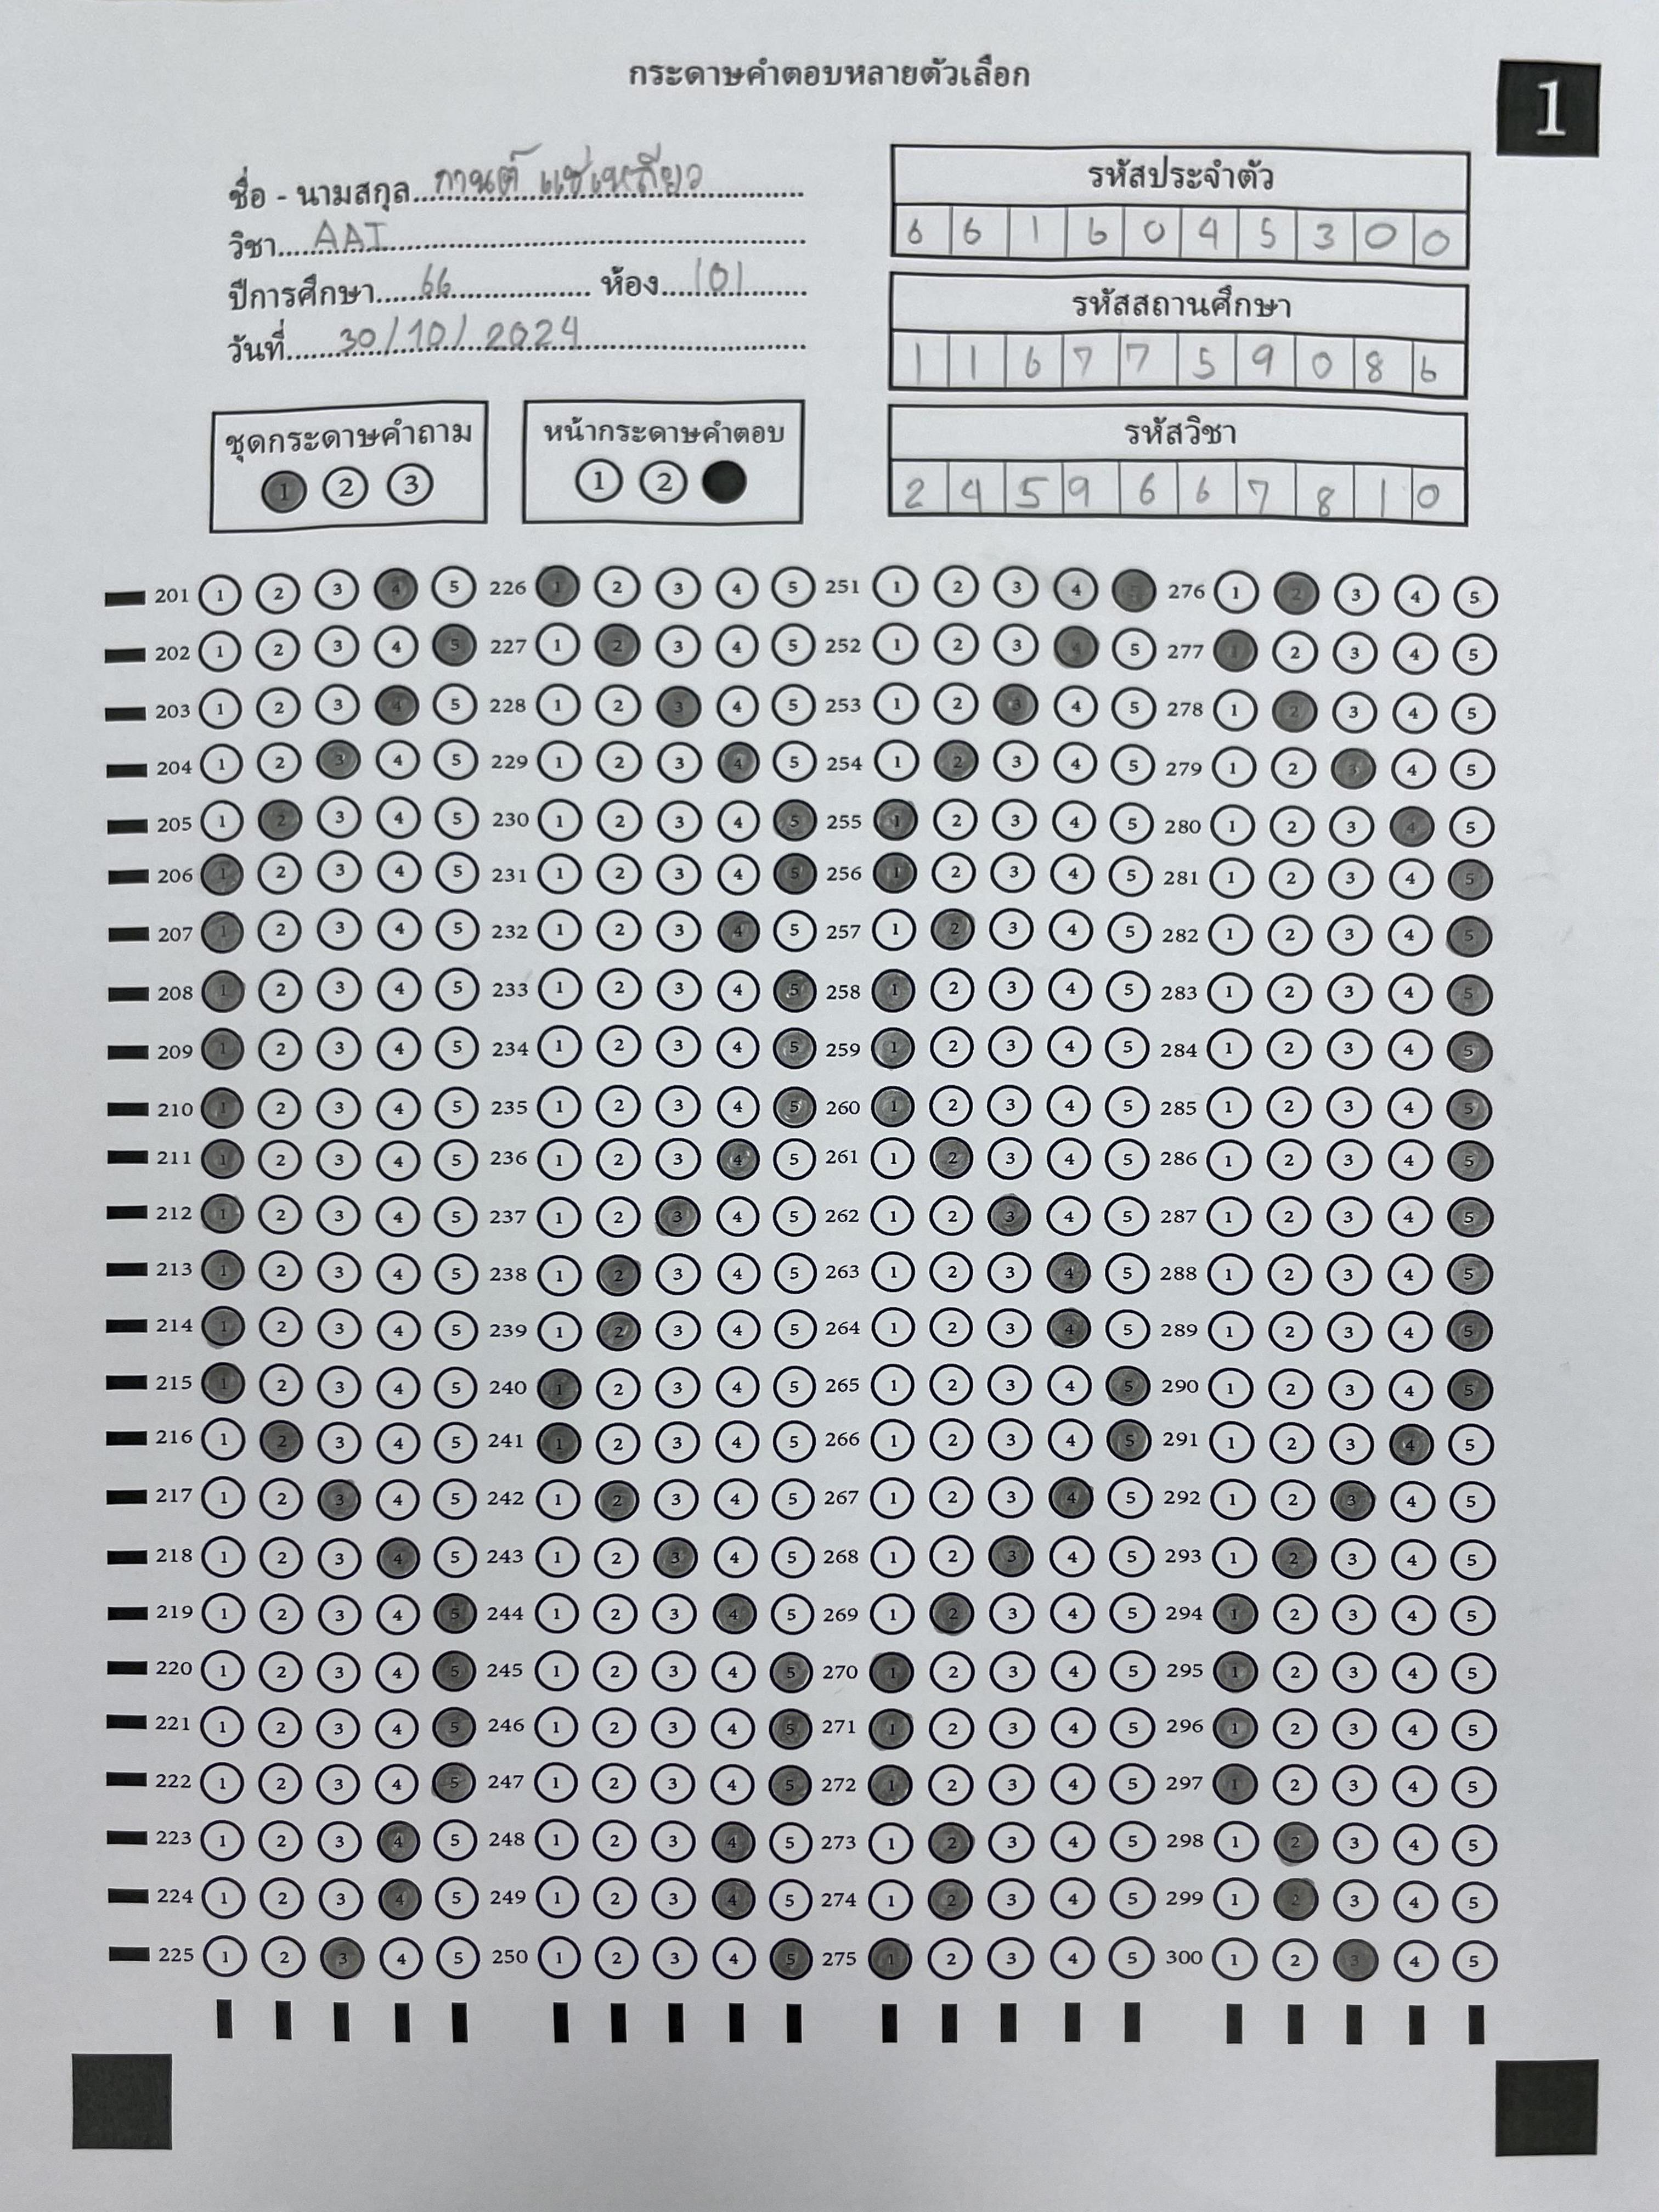 กระดาษคำตอบหลายตัวเลือก
1
ชื่อ - นามสกุล กานต์ แซ่เหลียว
วิชา AAI
ปีการศึกษา 66 ห้อง 101
วันที่ 30/10/2024
รหัสประจำตัว
6 6 1 6 0 4 5 3 0 0
รหัสสถานศึกษา
1 1 6 7 7 5 9 0 8 6
รหัสวิชา
2 4 5 9 6 6 7 8 1 0
ชุดกระดาษคำถาม
1 2 3
หน้ากระดาษคำตอบ
1 2
201 1 2 3 4 5 226 1 2 3 4 5 251 1 2 3 4 5 276 1 2 3 4 5
202 1 2 3 4 5 227 1 2 3 4 5 252 1 2 3 4 5 277 1 2 3 4 5
203 1 2 3 4 5 228 1 2 3 4 5 253 1 2 3 4 5 278 1 2 3 4 5
204 1 2 3 4 5 229 1 2 3 4 5 254 1 2 3 4 5 279 1 2 3 4 5
205 1 2 3 4 5 230 1 2 3 4 5 255 1 2 3 4 5 280 1 2 3 4 5
206 1 2 3 4 5 231 1 2 3 4 5 256 1 2 3 4 5 281 1 2 3 4 5
207 1 2 3 4 5 232 1 2 3 4 5 257 1 2 3 4 5 282 1 2 3 4 5
208 1 2 3 4 5 233 1 2 3 4 5 258 1 2 3 4 5 283 1 2 3 4 5
209 1 2 3 4 5 234 1 2 3 4 5 259 1 2 3 4 5 284 1 2 3 4 5
210 1 2 3 4 5 235 1 2 3 4 5 260 1 2 3 4 5 285 1 2 3 4 5
211 1 2 3 4 5 236 1 2 3 4 5 261 1 2 3 4 5 286 1 2 3 4 5
212 1 2 3 4 5 237 1 2 3 4 5 262 1 2 3 4 5 287 1 2 3 4 5
213 1 2 3 4 5 238 1 2 3 4 5 263 1 2 3 4 5 288 1 2 3 4 5
214 1 2 3 4 5 239 1 2 3 4 5 264 1 2 3 4 5 289 1 2 3 4 5
215 1 2 3 4 5 240 1 2 3 4 5 265 1 2 3 4 5 290 1 2 3 4 5
216 1 2 3 4 5 241 1 2 3 4 5 266 1 2 3 4 5 291 1 2 3 4 5
217 1 2 3 4 5 242 1 2 3 4 5 267 1 2 3 4 5 292 1 2 3 4 5
218 1 2 3 4 5 243 1 2 3 4 5 268 1 2 3 4 5 293 1 2 3 4 5
219 1 2 3 4 5 244 1 2 3 4 5 269 1 2 3 4 5 294 1 2 3 4 5
220 1 2 3 4 5 245 1 2 3 4 5 270 1 2 3 4 5 295 1 2 3 4 5
221 1 2 3 4 5 246 1 2 3 4 5 271 1 2 3 4 5 296 1 2 3 4 5
222 1 2 3 4 5 247 1 2 3 4 5 272 1 2 3 4 5 297 1 2 3 4 5
223 1 2 3 4 5 248 1 2 3 4 5 273 1 2 3 4 5 298 1 2 3 4 5
224 1 2 3 4 5 249 1 2 3 4 5 274 1 2 3 4 5 299 1 2 3 4 5
225 1 2 3 4 5 250 1 2 3 4 5 275 1 2 3 4 5 300 1 2 3 4 5